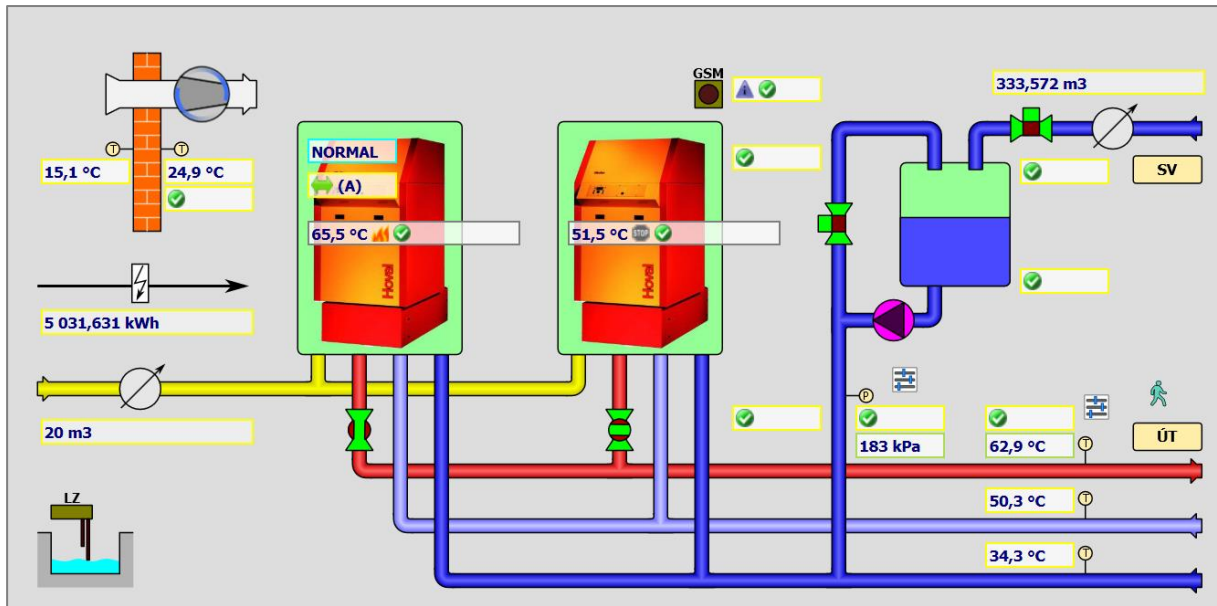 GSM
333,572 m3
NORMAL
15,1 °C
T
T
24,9 °C
(A)
SV
65,5 °C
51,5 °C
STOP
Hoval
Hoval
5 031,631 kWh
P
20 m3
183 kPa
62,9 °C
T
ÚT
LZ
50,3 °C
T
34,3 °C
T